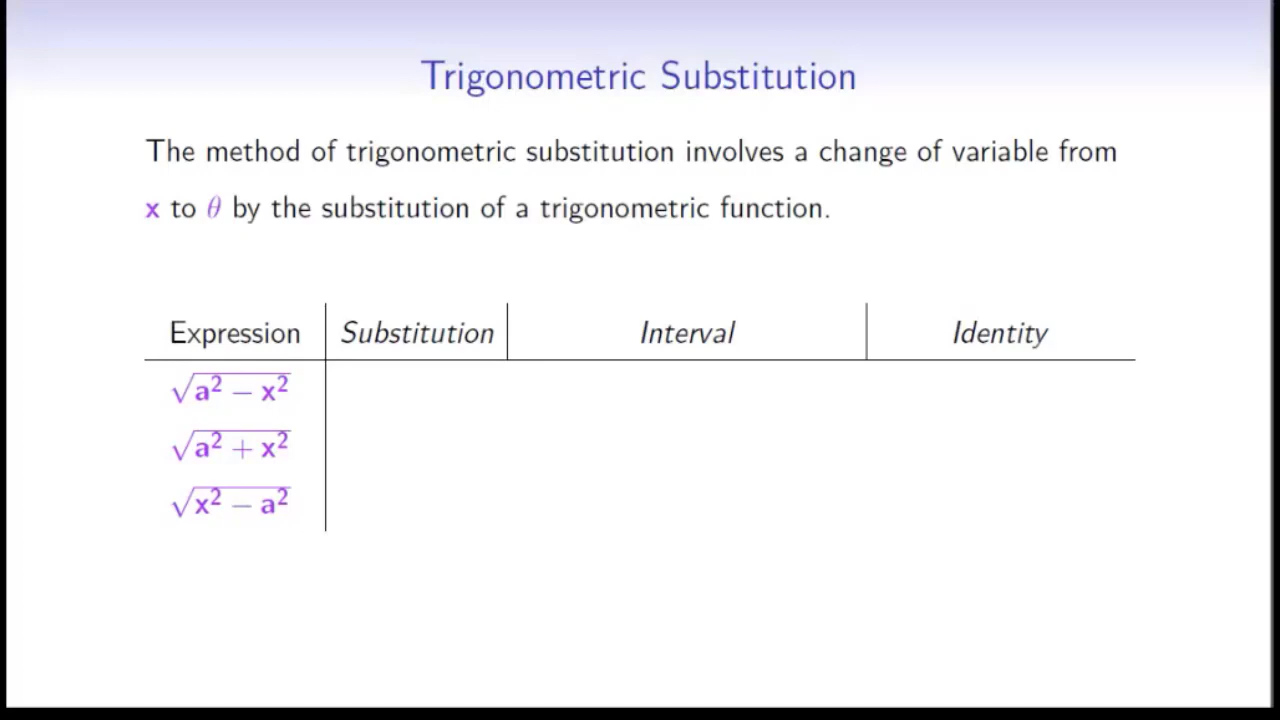 Trigonometric Substitution
The method of trigonometric substitution involves a change of variable from
x to θ by the substitution of a trigonometric function.
Expression Substitution Interval Identity
√a² − x²
√a² + x²
√x² − a²